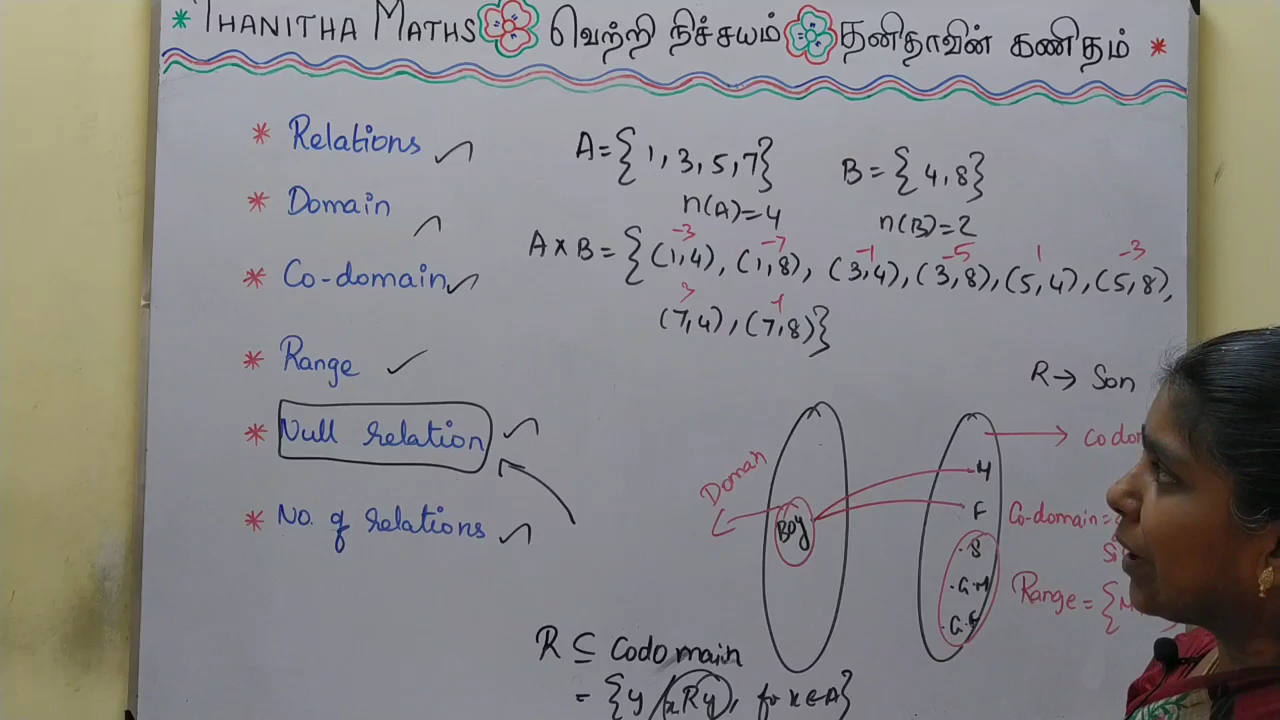 * THANITHA MATHS வெற்றி நிச்சயம் தனிதாவின் கணிதம் *
* Relations ✓
* Domain
* Co-domain ✓
* Range ✓
* Null relation ✓
* No. of relations ✓
A = {1, 3, 5, 7}
n(A) = 4
B = {4, 8}
n(B) = 2
-3 -7 -1 -5 1 -3
A × B = {(1,4), (1,8), (3,4), (3,8), (5,4), (5,8),
3 -1
(7,4), (7,8)}
R → Son
Domain
Boy
M
F
.S
.G.M
.G.F
Co-domain =
Range = {M
R ⊆ Codomain
= {y / xRy), for x ∈ A}